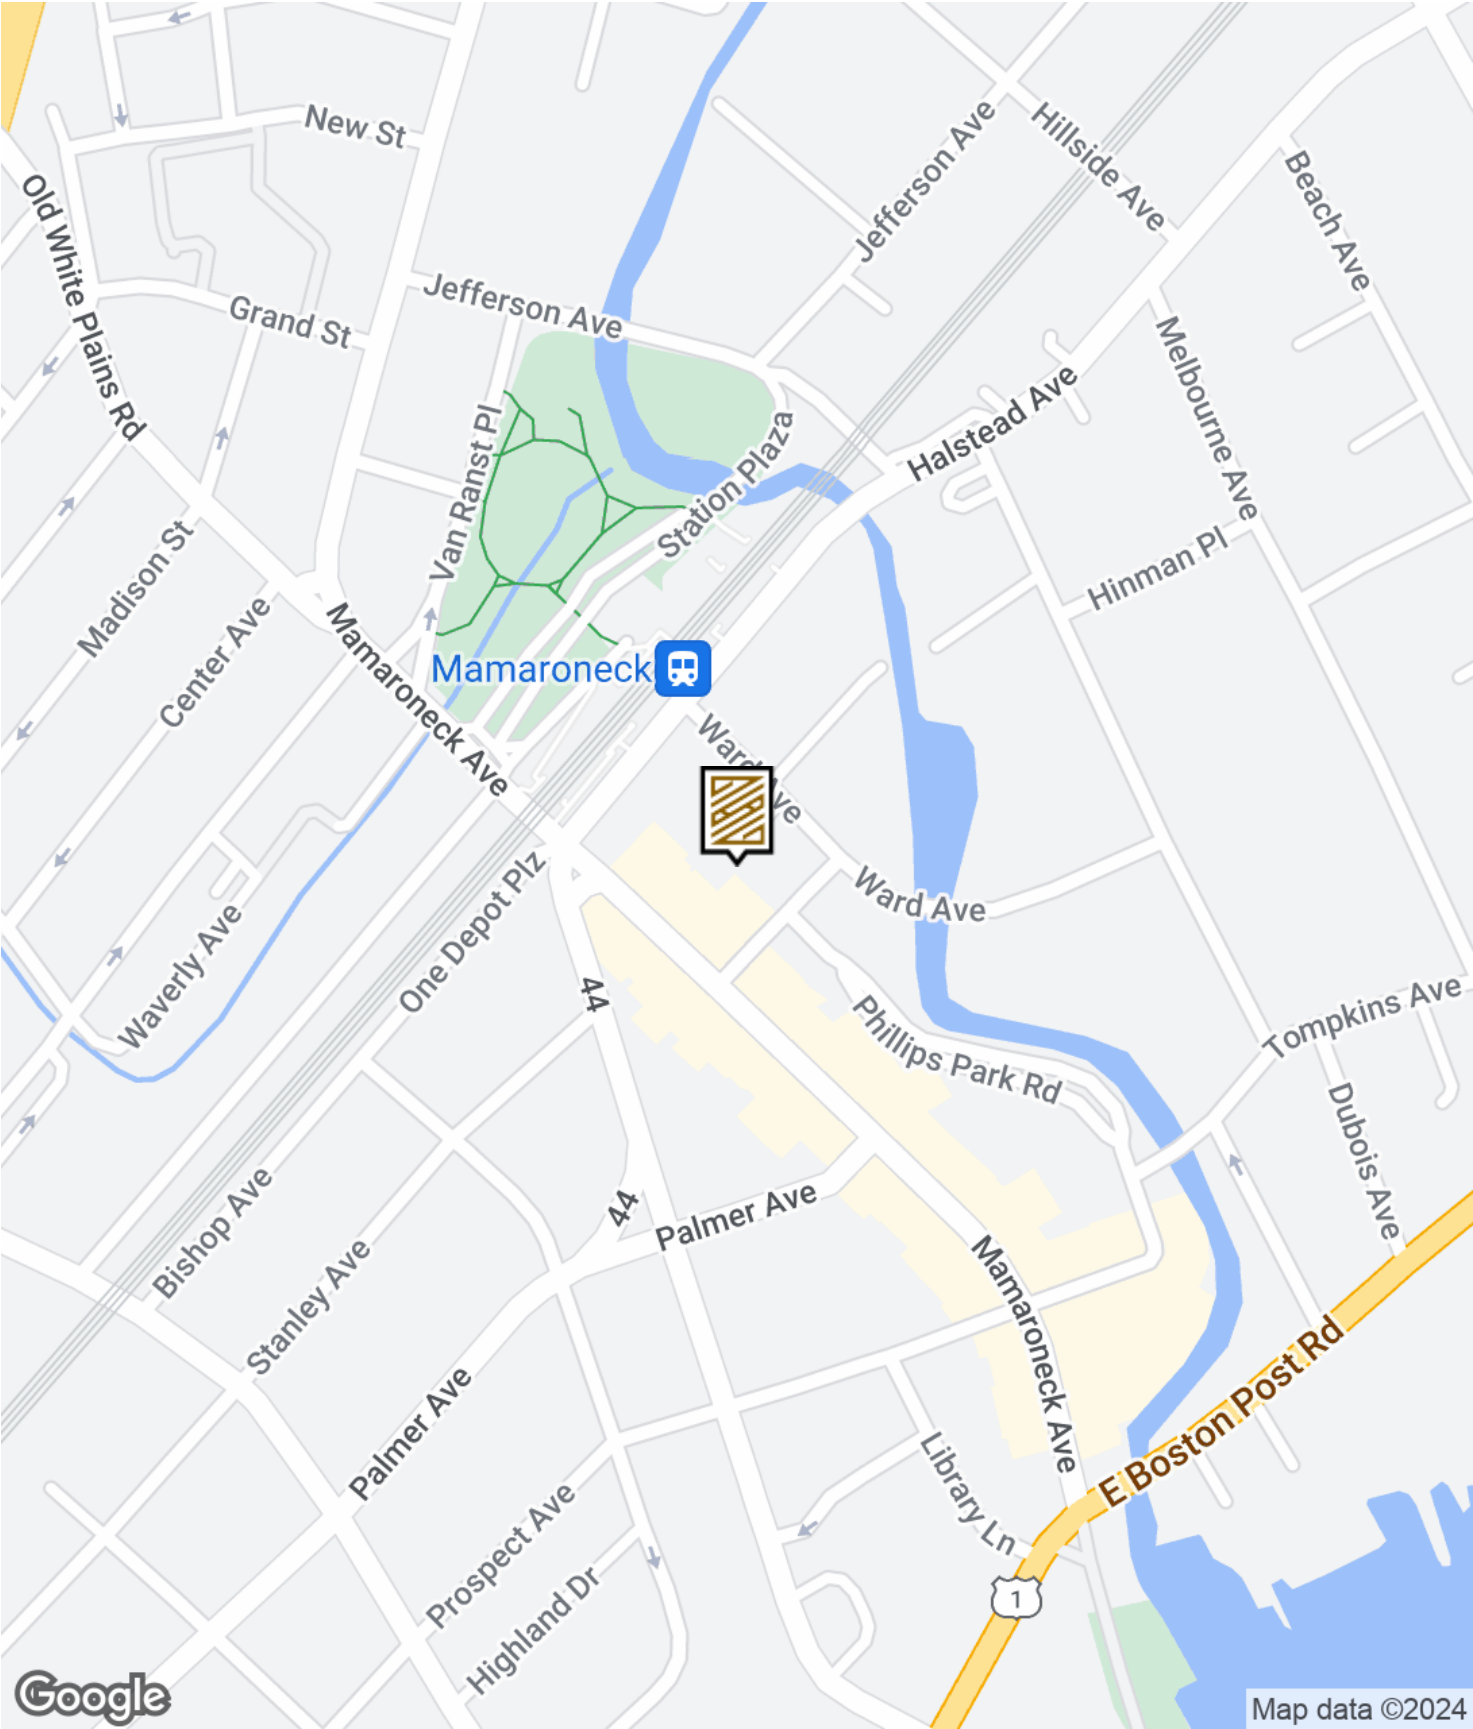 New St
Hillside Ave
Jefferson Ave
Beach Ave
Old White Plains Rd
Jefferson Ave
Grand St
Melbourne Ave
Halstead Ave
Van Ranst Pl
Station Plaza
Madison St
Hinman Pl
Center Ave
Mamaroneck Ave
Mamaroneck
Ward Ave
One Depot Plz
Ward Ave
Waverly Ave
44
Phillips Park Rd
Tompkins Ave
Dubois Ave
Bishop Ave
44
Palmer Ave
Stanley Ave
Mamaroneck Ave
Palmer Ave
E Boston Post Rd
Library Ln
Prospect Ave
Highland Dr
1
Google
Map data ©2024